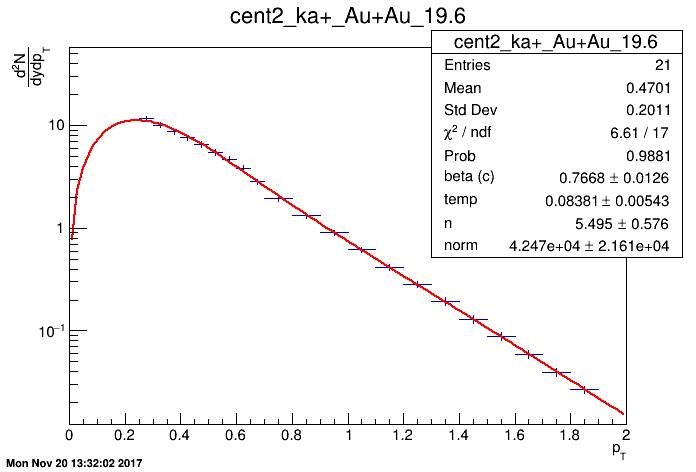 cent2_ka+_Au+Au_19.6
cent2_ka+_Au+Au_19.6
Entries 21
Mean 0.4701
Std Dev 0.2011
χ² / ndf 6.61 / 17
Prob 0.9881
beta (c) 0.7668 ± 0.0126
temp 0.08381 ± 0.00543
n 5.495 ± 0.576
norm 4.247e+04 ± 2.161e+04
d²N
dydp_T
10
1
10⁻¹
0 0.2 0.4 0.6 0.8 1 1.2 1.4 1.6 1.8 2
p_T
Mon Nov 20 13:32:02 2017